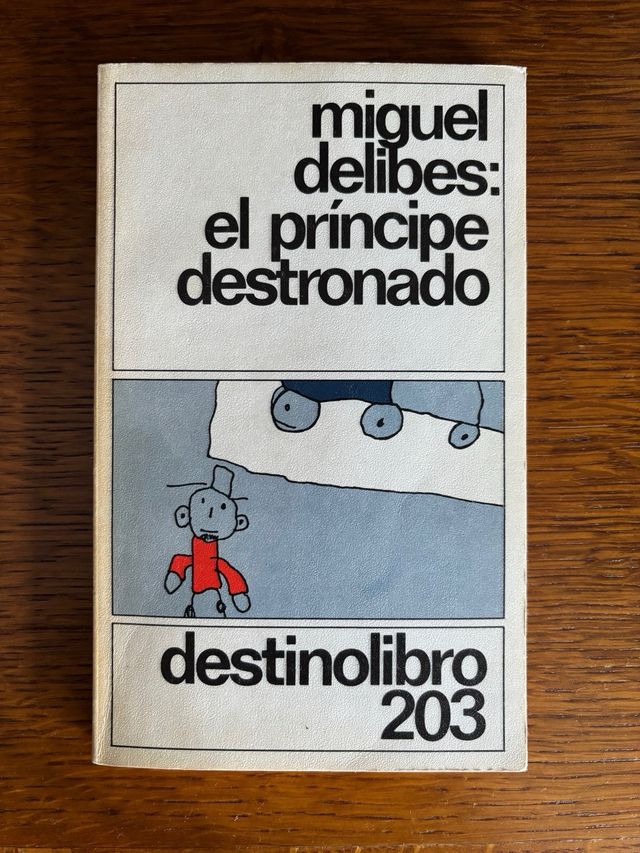 miguel
delibes:
el príncipe
destronado
destinolibro
203